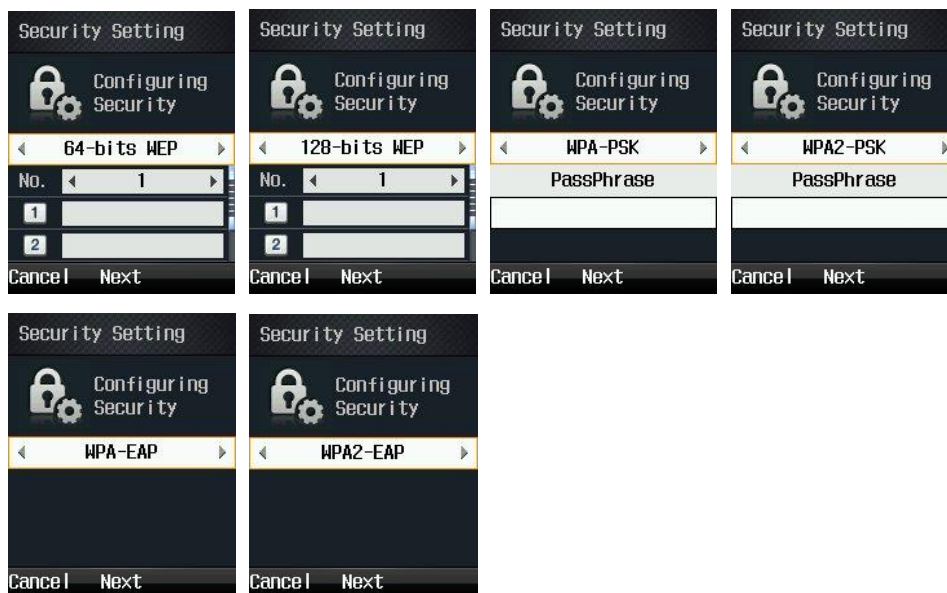 Security Setting
Configuring
Security
64-bits WEP
No. 1
1
2
Cancel Next
Security Setting
Configuring
Security
128-bits WEP
No. 1
1
2
Cancel Next
Security Setting
Configuring
Security
WPA-PSK
PassPhrase
Cancel Next
Security Setting
Configuring
Security
WPA2-PSK
PassPhrase
Cancel Next
Security Setting
Configuring
Security
WPA-EAP
Cancel Next
Security Setting
Configuring
Security
WPA2-EAP
Cancel Next